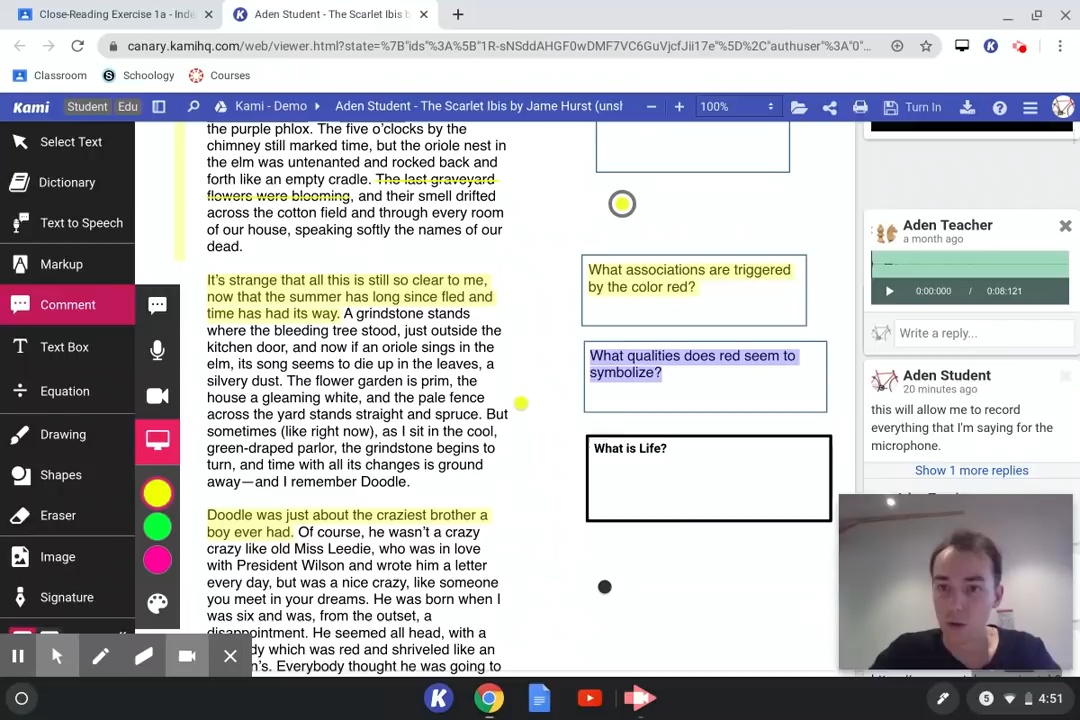 Close-Reading Exercise 1a - Inde
Aden Student - The Scarlet Ibis b
canary.kamihq.com/web/viewer.html?state=%7B"ids"%3A%5B"1R-sNSddAHGF0wDMF7VC6GuVjcfJii17e"%5D%2C"authuser"%3A"0"...
Classroom
Schoology
Courses
Kami
Student
Edu
Kami - Demo
Aden Student - The Scarlet Ibis by Jame Hurst (unsh
100%
Turn In
Select Text
Dictionary
Text to Speech
Markup
Comment
Text Box
Equation
Drawing
Shapes
Eraser
Image
Signature
the purple phlox. The five o'clocks by the
chimney still marked time, but the oriole nest in
the elm was untenanted and rocked back and
forth like an empty cradle. The last graveyard
flowers were blooming, and their smell drifted
across the cotton field and through every room
of our house, speaking softly the names of our
dead.
It's strange that all this is still so clear to me,
now that the summer has long since fled and
time has had its way. A grindstone stands
where the bleeding tree stood, just outside the
kitchen door, and now if an oriole sings in the
elm, its song seems to die up in the leaves, a
silvery dust. The flower garden is prim, the
house a gleaming white, and the pale fence
across the yard stands straight and spruce. But
sometimes (like right now), as I sit in the cool,
green-draped parlor, the grindstone begins to
turn, and time with all its changes is ground
away—and I remember Doodle.
Doodle was just about the craziest brother a
boy ever had. Of course, he wasn't a crazy
crazy like old Miss Leedie, who was in love
with President Wilson and wrote him a letter
every day, but was a nice crazy, like someone
you meet in your dreams. He was born when I
was six and was, from the outset, a
disappointment. He seemed all head, with a
dy which was red and shriveled like an
n's. Everybody thought he was going to
What associations are triggered
by the color red?
What qualities does red seem to
symbolize?
What is Life?
Aden Teacher
a month ago
0:00:000 / 0:08:121
Write a reply...
Aden Student
20 minutes ago
this will allow me to record
everything that I'm saying for the
microphone.
Show 1 more replies
5
4:51